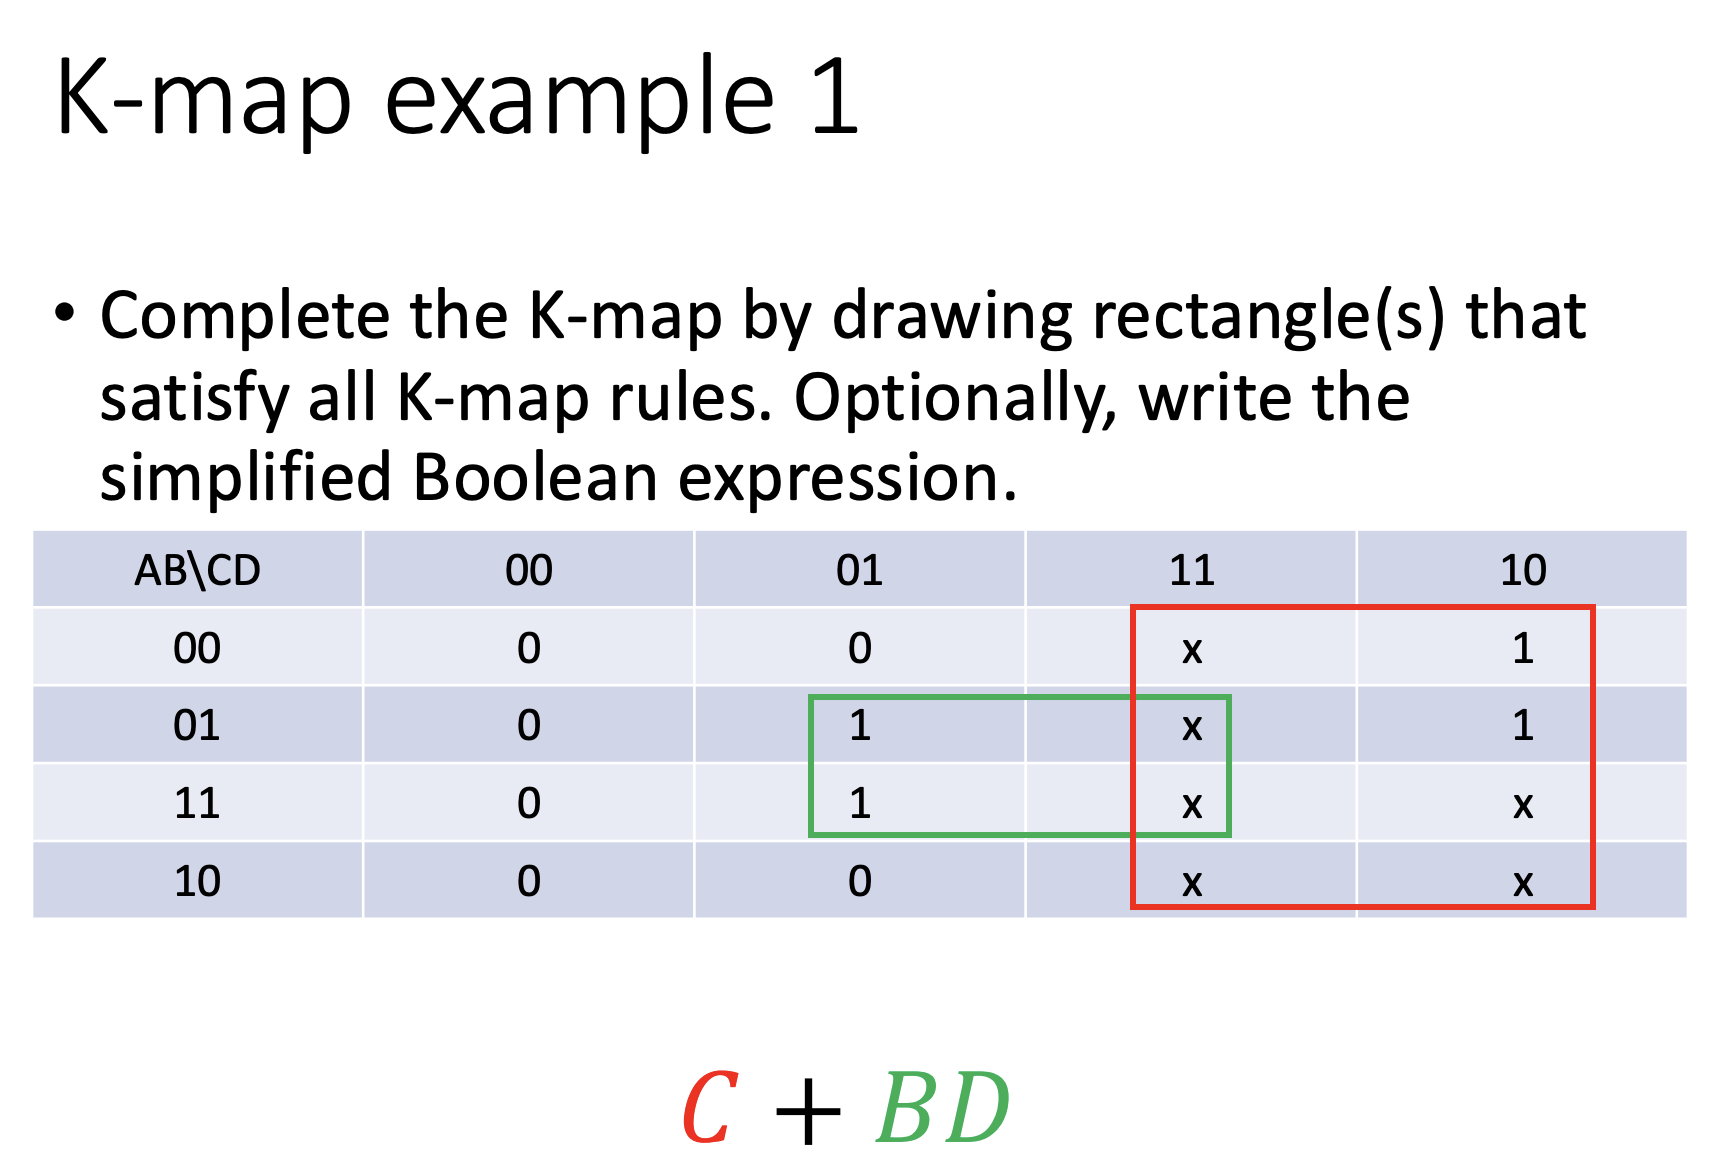 K-map example 1
• Complete the K-map by drawing rectangle(s) that
satisfy all K-map rules. Optionally, write the
simplified Boolean expression.
AB\CD 00 01 11 10
00 0 0 x 1
01 0 1 x 1
11 0 1 x x
10 0 0 x x
C + BD